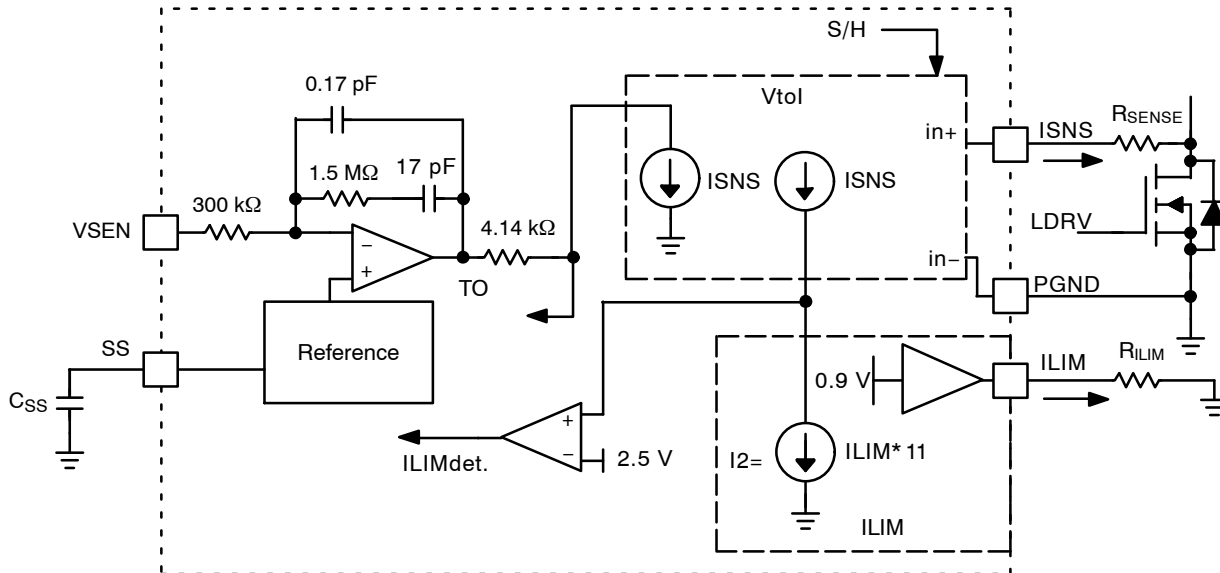 S/H
0.17 pF
VtoI
1.5 MΩ
17 pF
in+
ISNS
RSENSE
300 kΩ
VSEN
4.14 kΩ
ISNS
ISNS
LDRV
−
+
TO
in−
PGND
SS
Reference
CSS
0.9 V
ILIM
RILIM
+
−
2.5 V
ILIMdet.
I2=
ILIM* 11
ILIM